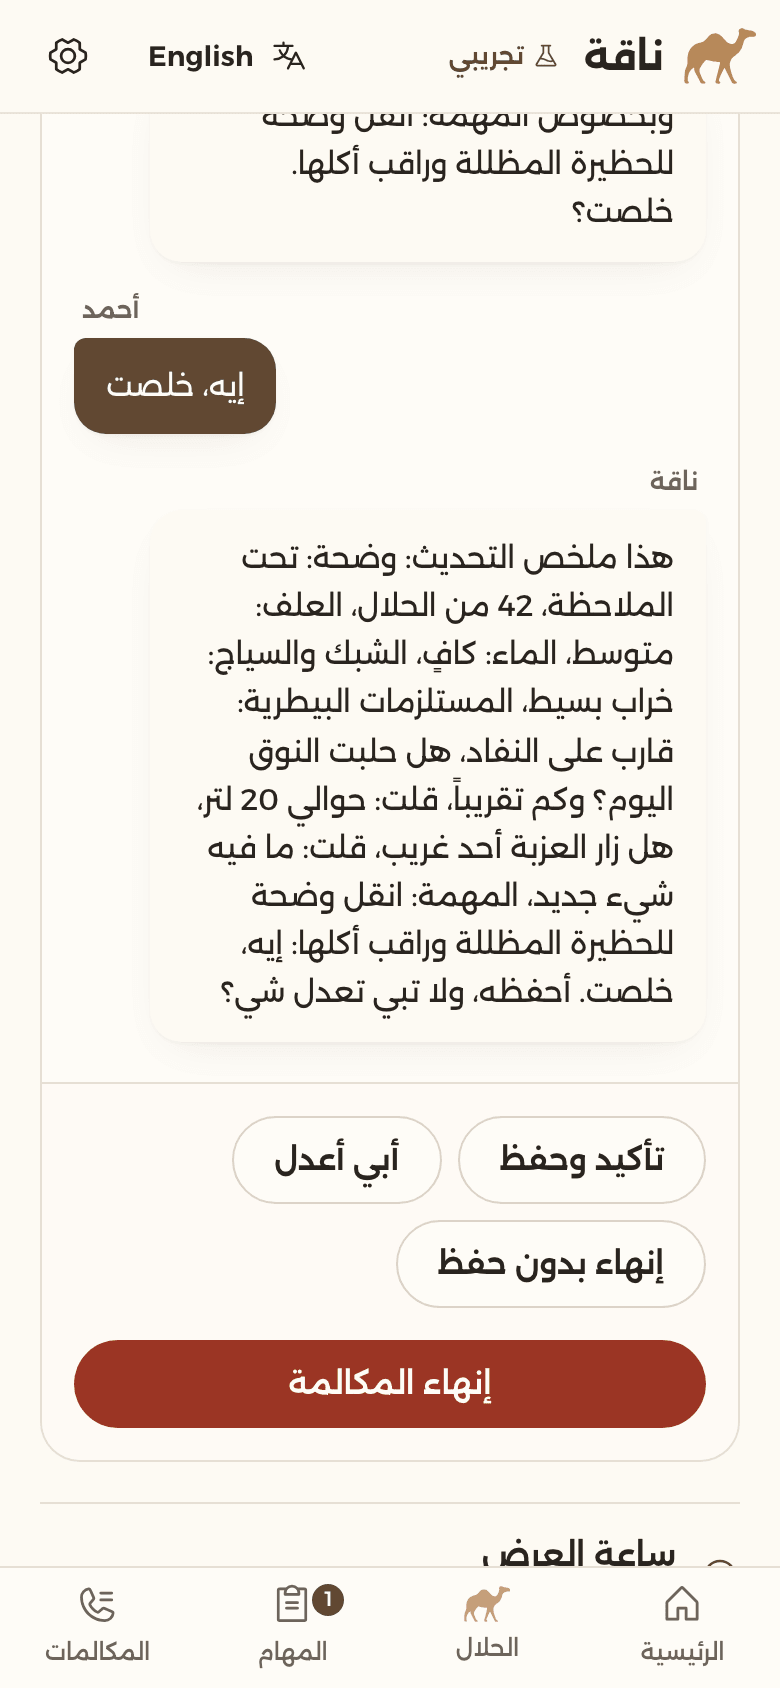 ناقة
تجريبي
English
وبخصوص المهمة: انقل وضحة
للحظيرة المظللة وراقب أكلها.
خلصت؟
أحمد
إيه، خلصت
ناقة
هذا ملخص التحديث: وضحة: تحت
الملاحظة، 42 من الحلال، العلف:
متوسط، الماء: كافٍ، الشبك والسياج:
خراب بسيط، المستلزمات البيطرية:
قارب على النفاد، هل حلبت النوق
اليوم؟ وكم تقريباً، قلت: حوالي 20 لتر،
هل زار العزبة أحد غريب، قلت: ما فيه
شيء جديد، المهمة: انقل وضحة
للحظيرة المظللة وراقب أكلها: إيه،
خلصت. أحفظه، ولا تبي تعدل شي؟
تأكيد وحفظ
أبي أعدل
إنهاء بدون حفظ
إنهاء المكالمة
ساعة العرض
الرئيسية
الحلال
1
المهام
المكالمات